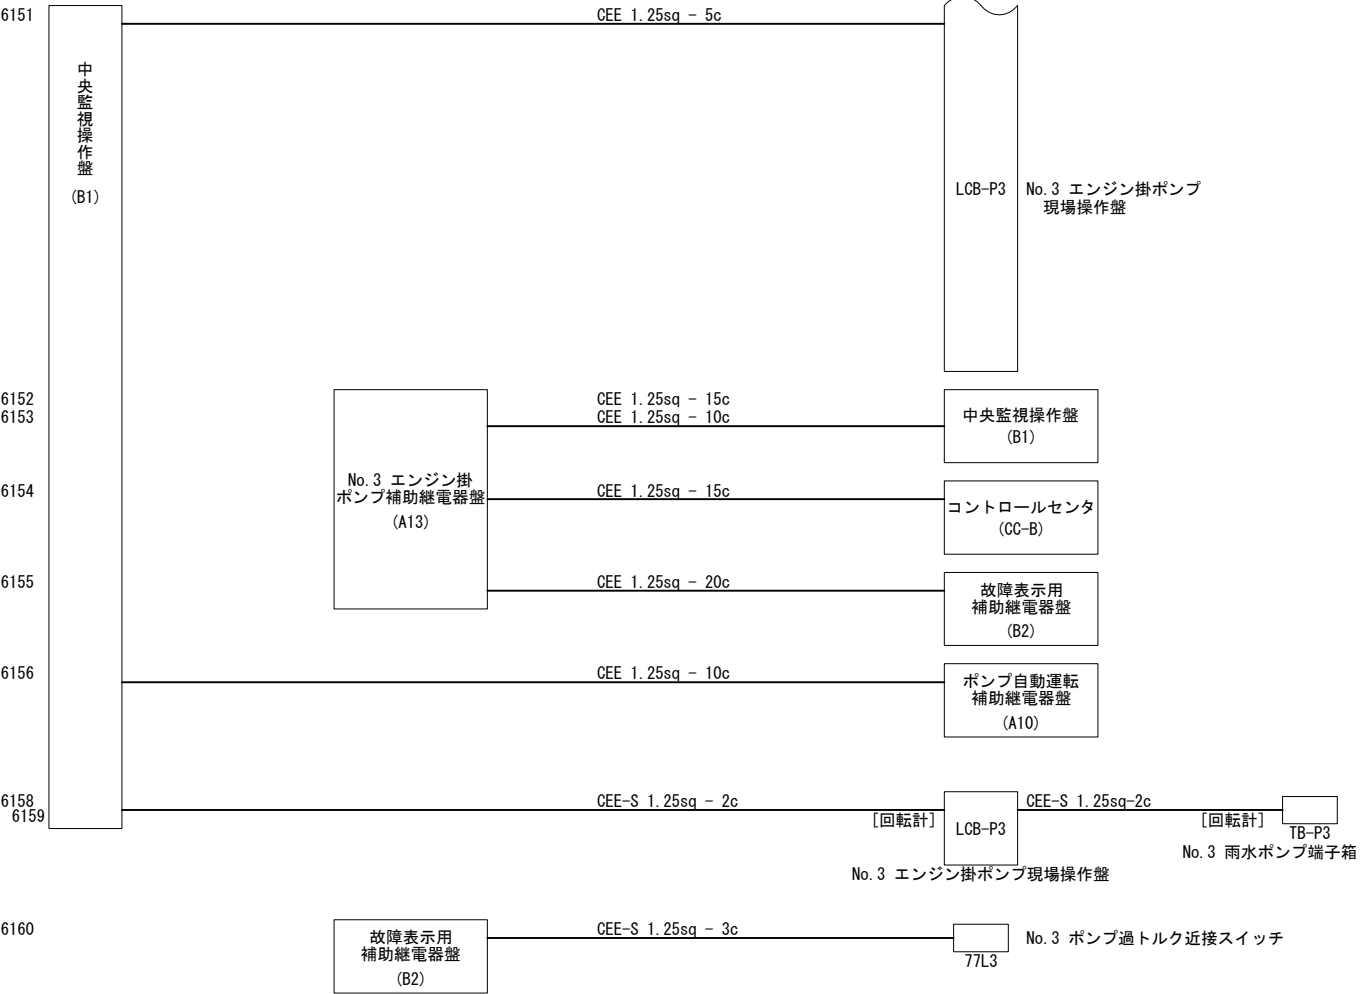 6151
CEE 1.25sq － 5c
中央監視操作盤
(B1)
LCB-P3
No.3 エンジン掛ポンプ
現場操作盤
6152
CEE 1.25sq － 15c
6153
CEE 1.25sq － 10c
中央監視操作盤
(B1)
No.3 エンジン掛
ポンプ補助継電器盤
(A13)
6154
CEE 1.25sq － 15c
コントロールセンタ
(CC-B)
6155
CEE 1.25sq － 20c
故障表示用
補助継電器盤
(B2)
6156
CEE 1.25sq － 10c
ポンプ自動運転
補助継電器盤
(A10)
6158
CEE-S 1.25sq － 2c
CEE-S 1.25sq-2c
6159
[回転計]
LCB-P3
[回転計]
TB-P3
No.3 雨水ポンプ端子箱
No.3 エンジン掛ポンプ現場操作盤
6160
CEE-S 1.25sq － 3c
故障表示用
補助継電器盤
(B2)
77L3
No.3 ポンプ過トルク近接スイッチ